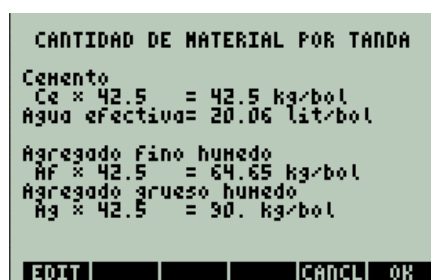 CANTIDAD DE MATERIAL POR TANDA
Cemento
Ce × 42.5 = 42.5 kg/bol
Agua efectiva= 20.06 lit/bol
Agregado fino humedo
Af × 42.5 = 64.65 kg/bol
Agregado grueso humedo
Ag × 42.5 = 90. kg/bol
EDIT CANCL OK